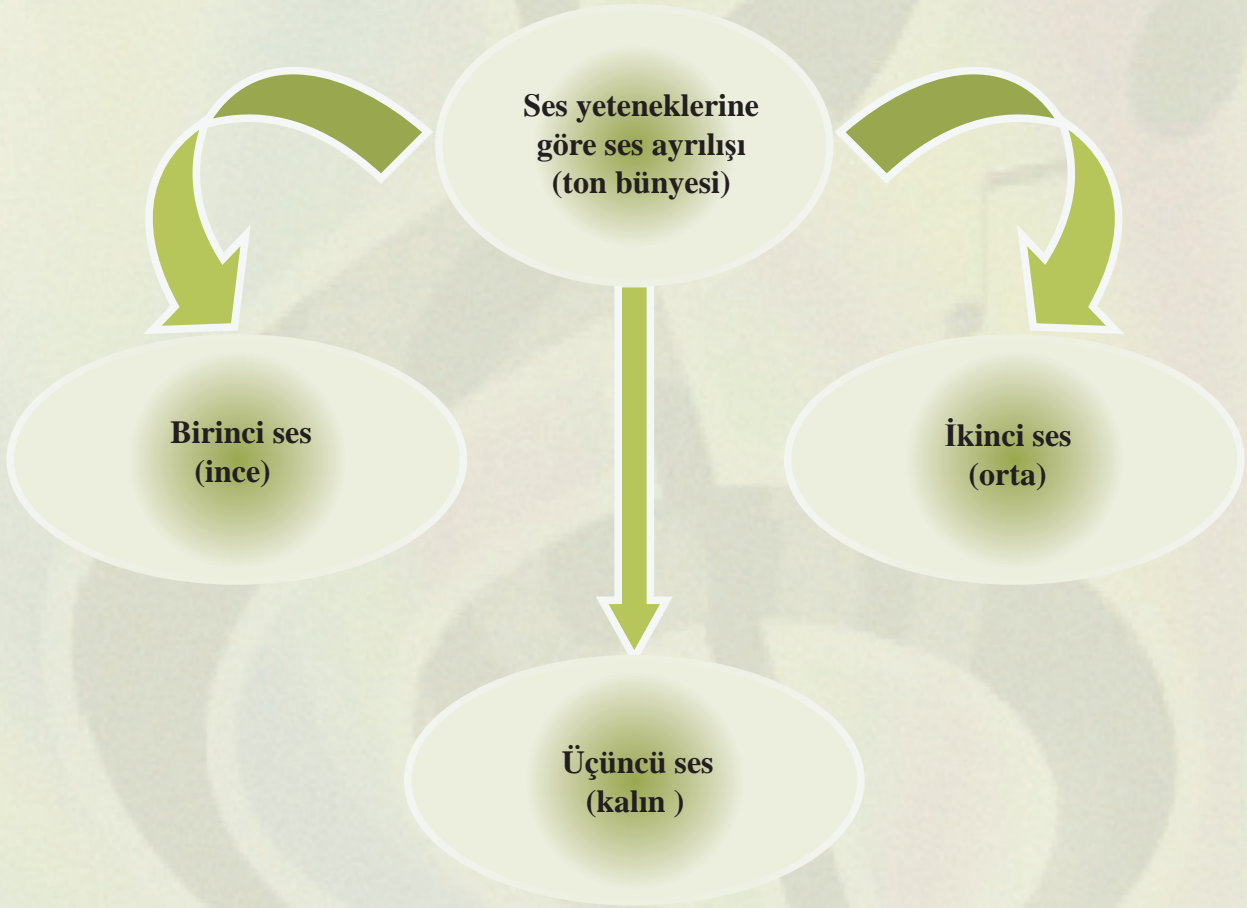 Ses yeteneklerine
göre ses ayrılışı
(ton bünyesi)
Birinci ses
(ince)
İkinci ses
(orta)
Üçüncü ses
(kalın )